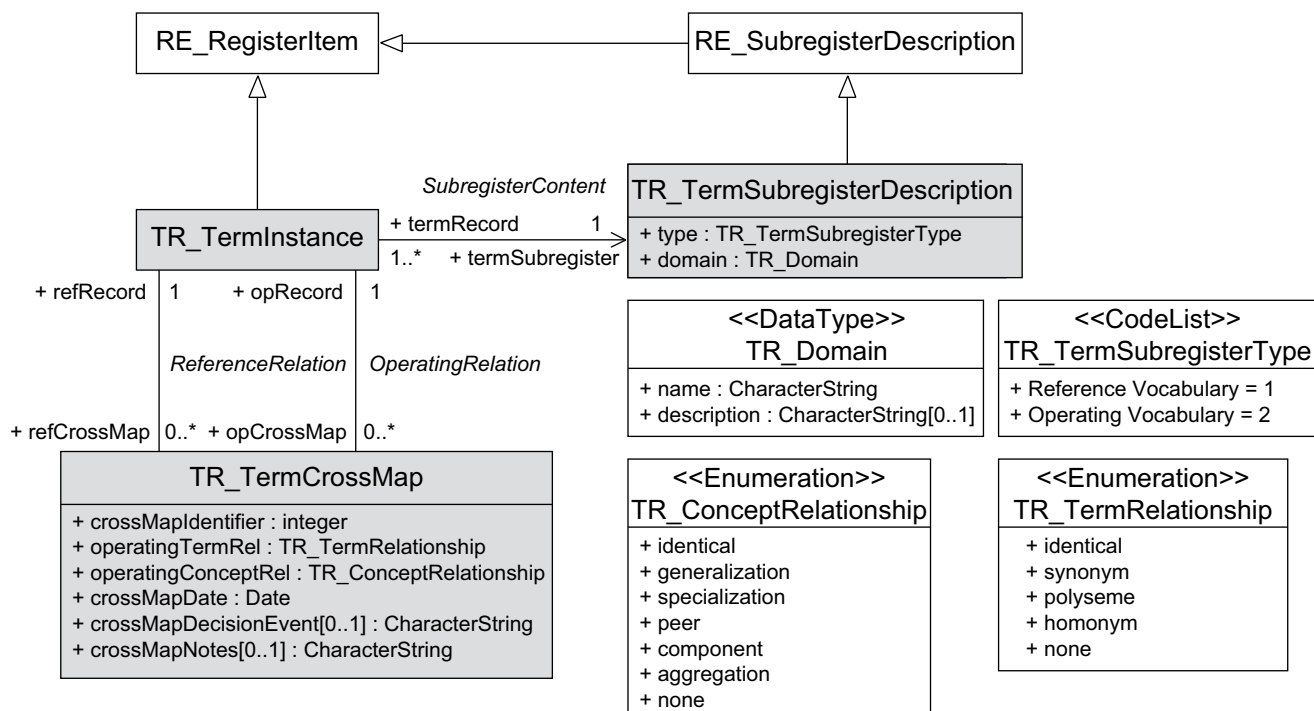 RE_RegisterItem
RE_SubregisterDescription
SubregisterContent
TR_TermSubregisterDescription
+ type : TR_TermSubregisterType
+ domain : TR_Domain
TR_TermInstance
+ termRecord 1
1..* + termSubregister
+ refRecord 1 + opRecord 1
ReferenceRelation OperatingRelation
+ refCrossMap 0..* + opCrossMap 0..*
<<DataType>>
TR_Domain
+ name : CharacterString
+ description : CharacterString[0..1]
<<CodeList>>
TR_TermSubregisterType
+ Reference Vocabulary = 1
+ Operating Vocabulary = 2
TR_TermCrossMap
+ crossMapIdentifier : integer
+ operatingTermRel : TR_TermRelationship
+ operatingConceptRel : TR_ConceptRelationship
+ crossMapDate : Date
+ crossMapDecisionEvent[0..1] : CharacterString
+ crossMapNotes[0..1] : CharacterString
<<Enumeration>>
TR_ConceptRelationship
+ identical
+ generalization
+ specialization
+ peer
+ component
+ aggregation
+ none
<<Enumeration>>
TR_TermRelationship
+ identical
+ synonym
+ polyseme
+ homonym
+ none